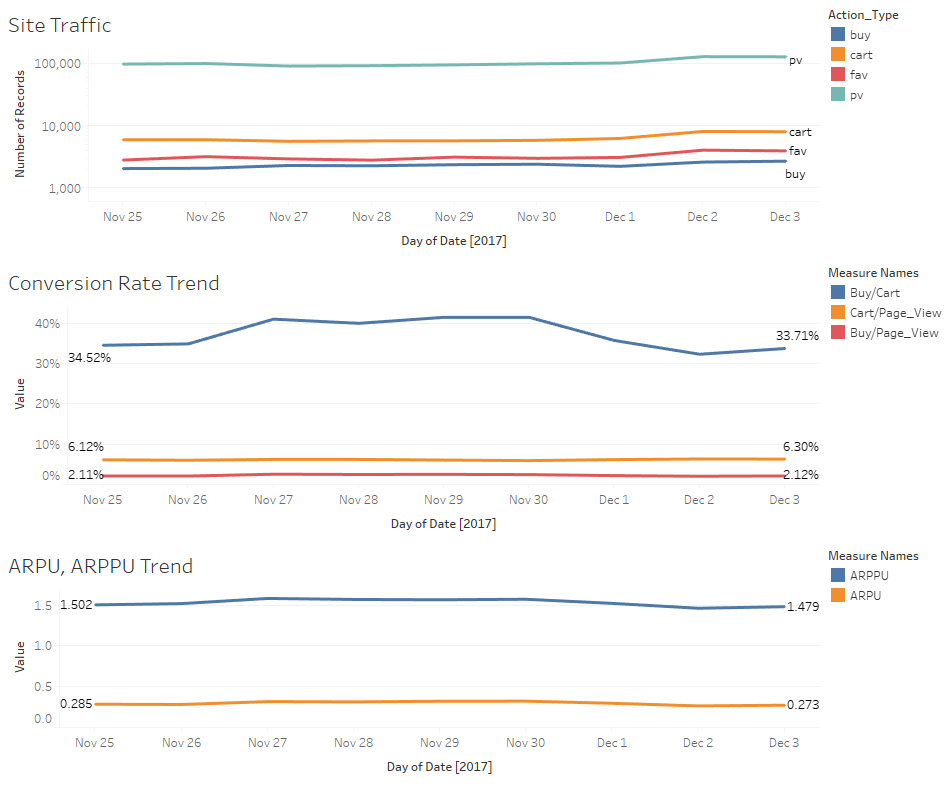 Site Traffic
Number of Records
100,000
10,000
1,000
pv
cart
fav
buy
Nov 25 Nov 26 Nov 27 Nov 28 Nov 29 Nov 30 Dec 1 Dec 2 Dec 3
Day of Date [2017]
Action_Type
buy
cart
fav
pv
Conversion Rate Trend
Value
40%
30%
20%
10%
0%
34.52%
33.71%
6.12%
6.30%
2.11%
2.12%
Nov 25 Nov 26 Nov 27 Nov 28 Nov 29 Nov 30 Dec 1 Dec 2 Dec 3
Day of Date [2017]
Measure Names
Buy/Cart
Cart/Page_View
Buy/Page_View
ARPU, ARPPU Trend
Value
1.5
1.0
0.5
0.0
1.502
1.479
0.285
0.273
Nov 25 Nov 26 Nov 27 Nov 28 Nov 29 Nov 30 Dec 1 Dec 2 Dec 3
Day of Date [2017]
Measure Names
ARPPU
ARPU